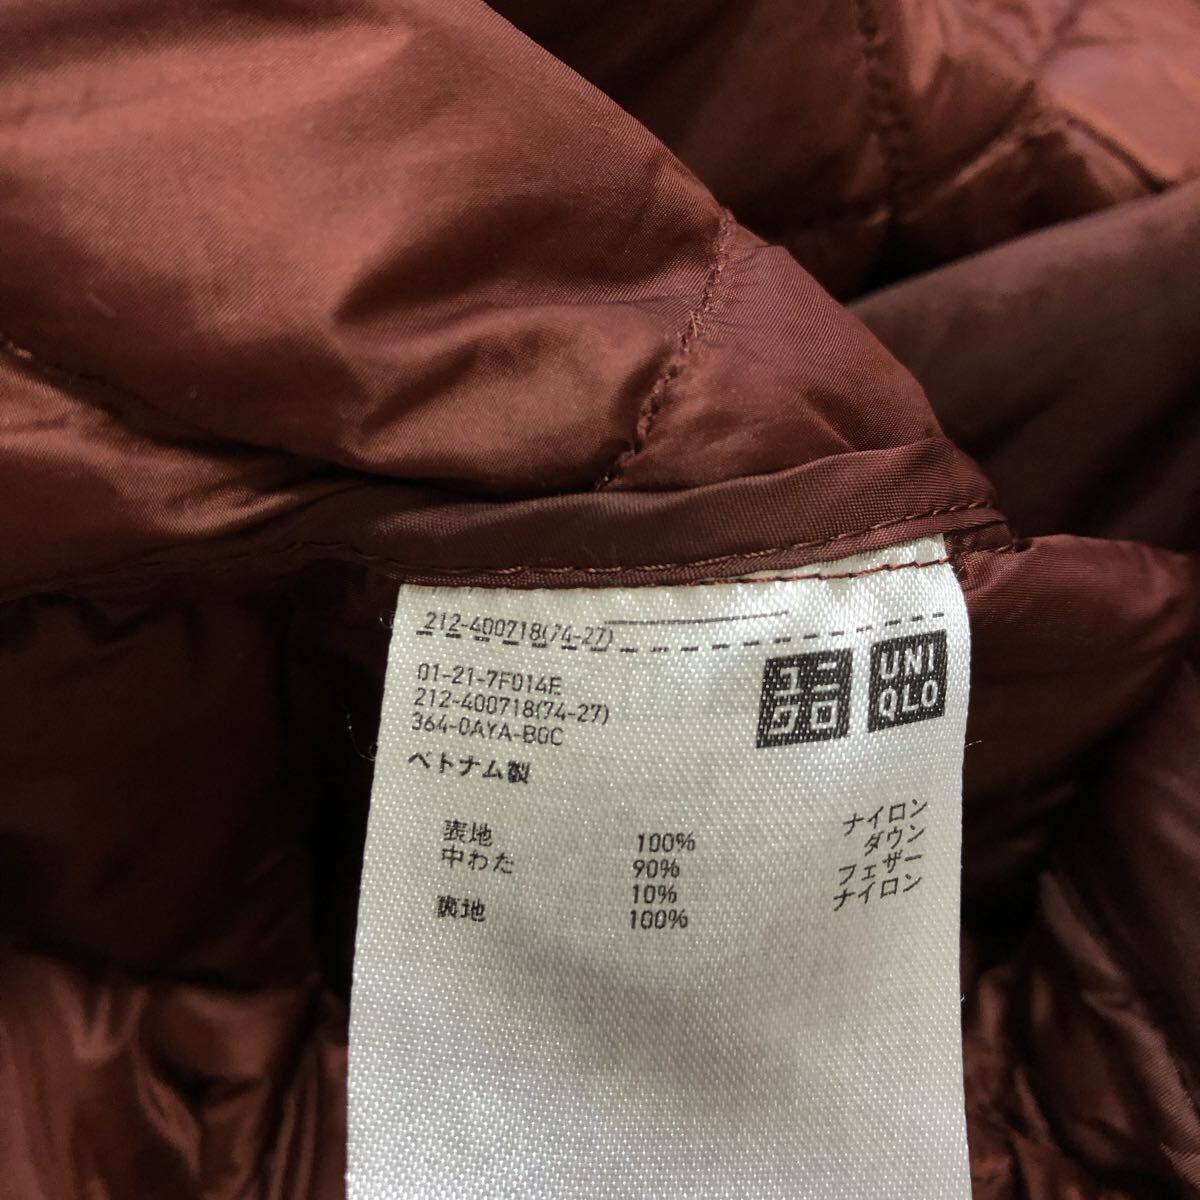 212-400718(74-27)
01-21-7F014E
212-400718(74-27)
364-0AYA-B0C
ユニクロ
UNIQLO
ベトナム製
表地 100% ナイロン
中わた 90% ダウン
10% フェザー
裏地 100% ナイロン